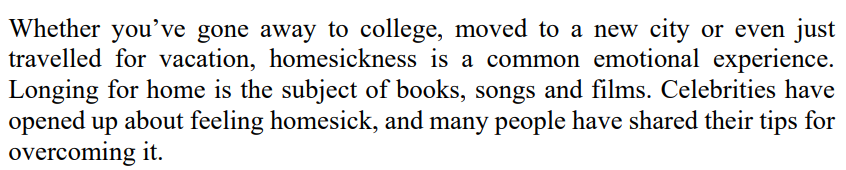 Whether you’ve gone away to college, moved to a new city or even just
travelled for vacation, homesickness is a common emotional experience.
Longing for home is the subject of books, songs and films. Celebrities have
opened up about feeling homesick, and many people have shared their tips for
overcoming it.